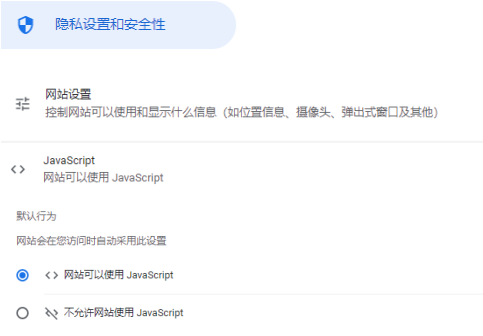 隐私设置和安全性
网站设置
控制网站可以使用和显示什么信息（如位置信息、摄像头、弹出式窗口及其他）
JavaScript
网站可以使用 JavaScript
默认行为
网站会在您访问时自动采用此设置
网站可以使用 JavaScript
不允许网站使用 JavaScript